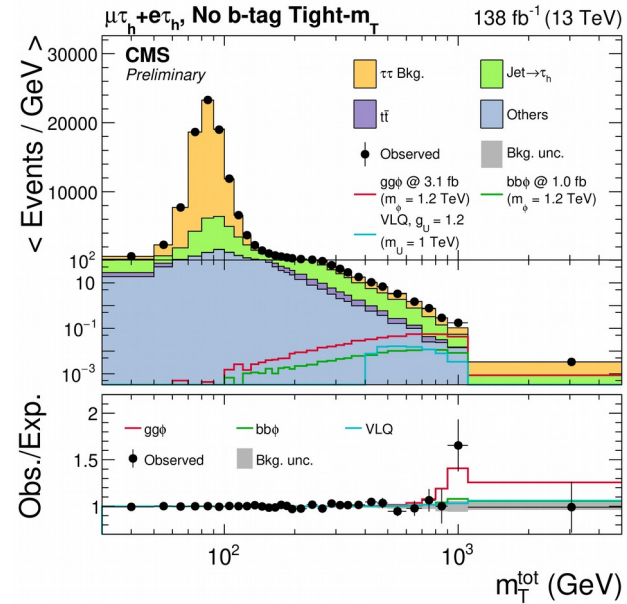 μτh+eτh, No b-tag Tight-mT 138 fb⁻¹ (13 TeV)
CMS
Preliminary
ττ Bkg.
Jet→τh
tt̄
Others
Observed
Bkg. unc.
ggϕ @ 3.1 fb
(mϕ = 1.2 TeV)
bbϕ @ 1.0 fb
(mϕ = 1.2 TeV)
VLQ, gU = 1.2
(mU = 1 TeV)
< Events / GeV >
30000
20000
10000
10²
10
10⁻¹
10⁻³
Obs./Exp.
2
1.5
1
ggϕ
bbϕ
VLQ
Observed
Bkg. unc.
10²
10³
mTtot (GeV)